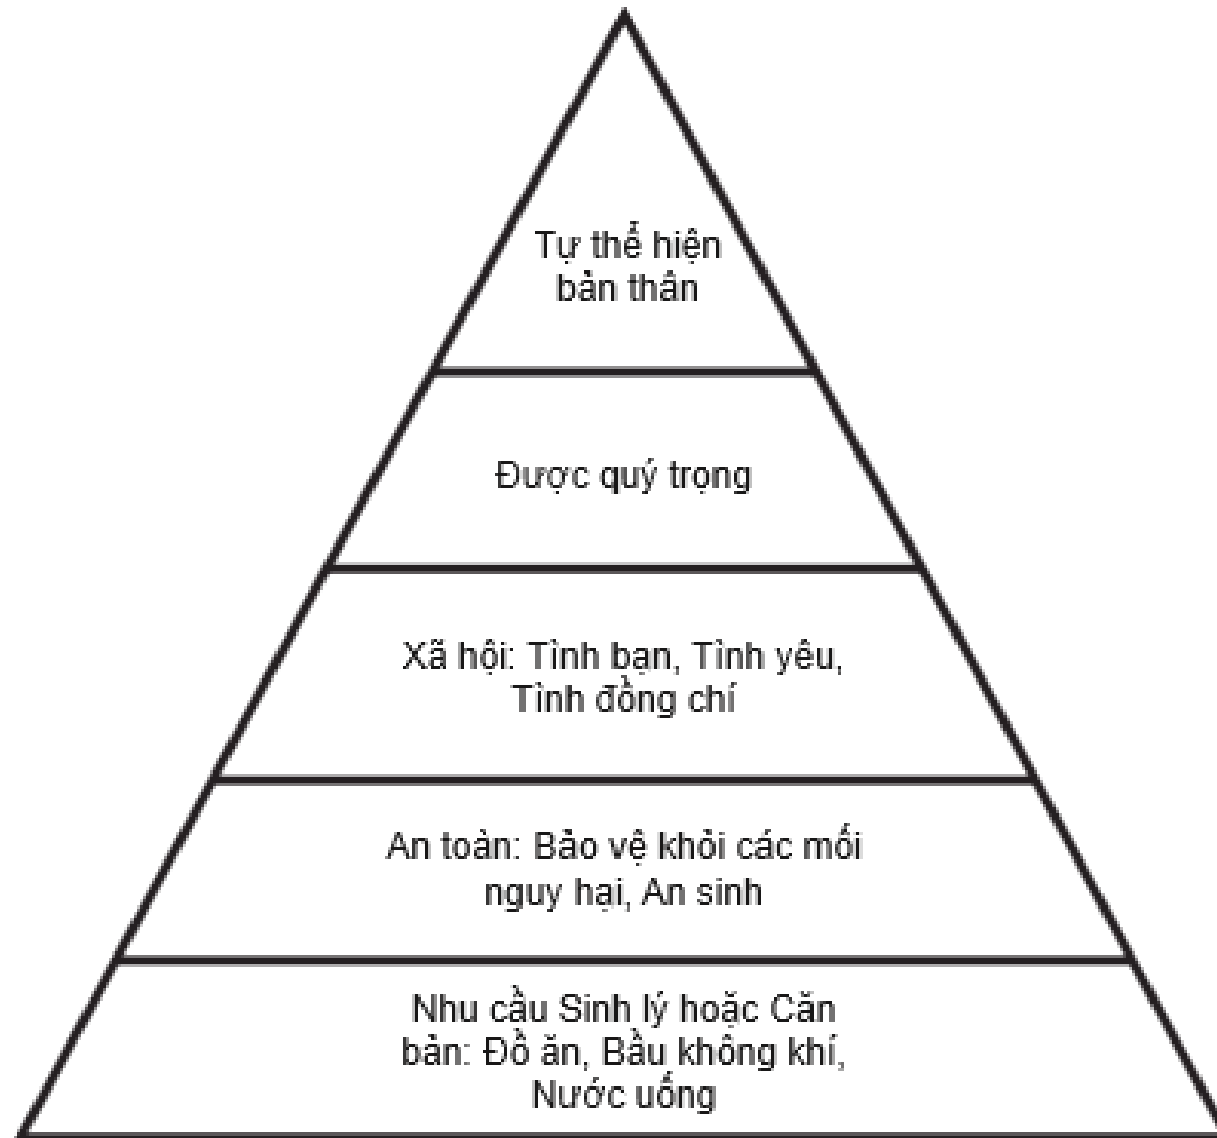 Tự thể hiện
bản thân
Được quý trọng
Xã hội: Tình bạn, Tình yêu,
Tình đồng chí
An toàn: Bảo vệ khỏi các mối
nguy hại, An sinh
Nhu cầu Sinh lý hoặc Căn
bản: Đồ ăn, Bầu không khí,
Nước uống